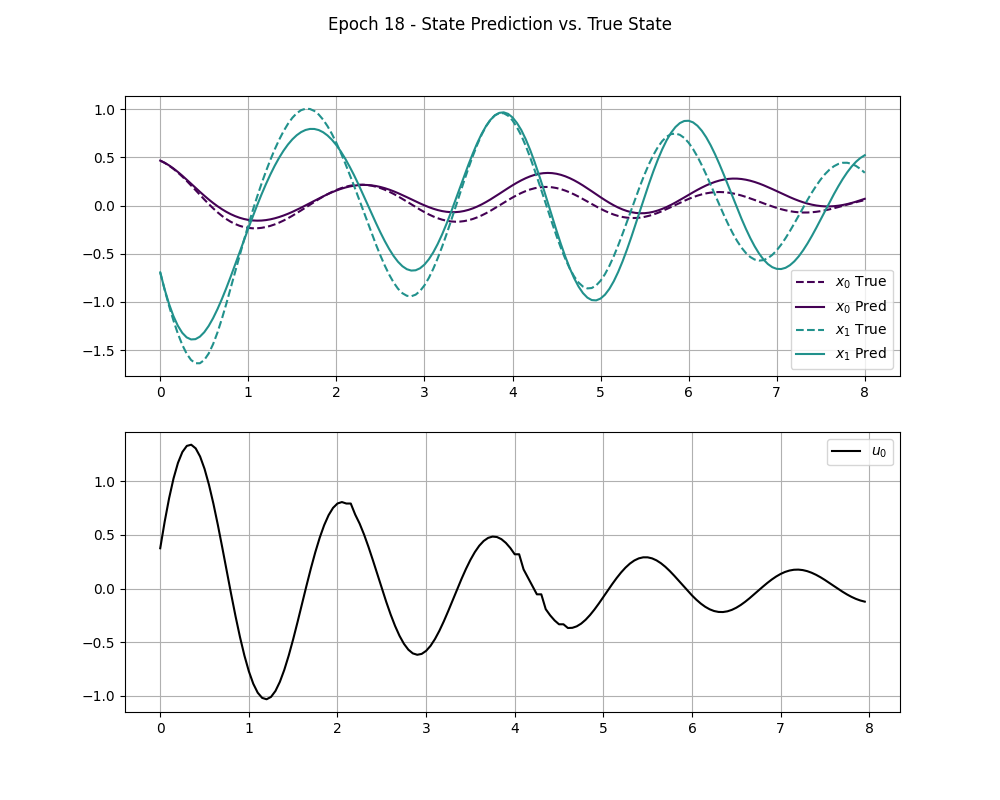 Epoch 18 - State Prediction vs. True State
1.0
0.5
0.0
−0.5
−1.0
−1.5
x₀ True
x₀ Pred
x₁ True
x₁ Pred
0 1 2 3 4 5 6 7 8
u₀
1.0
0.5
0.0
−0.5
−1.0
0 1 2 3 4 5 6 7 8